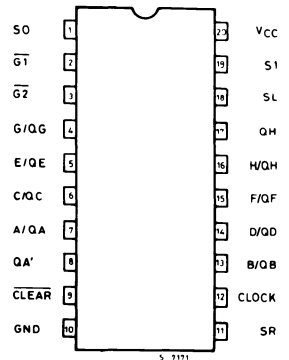 SO 1 20 VCC
G1 2 19 S1
G2 3 18 SL
G/QG 4 17 QH
E/QE 5 16 H/QH
C/QC 6 15 F/QF
A/QA 7 14 D/QD
QA' 8 13 B/QB
CLEAR 9 12 CLOCK
GND 10 11 SR
S 7171